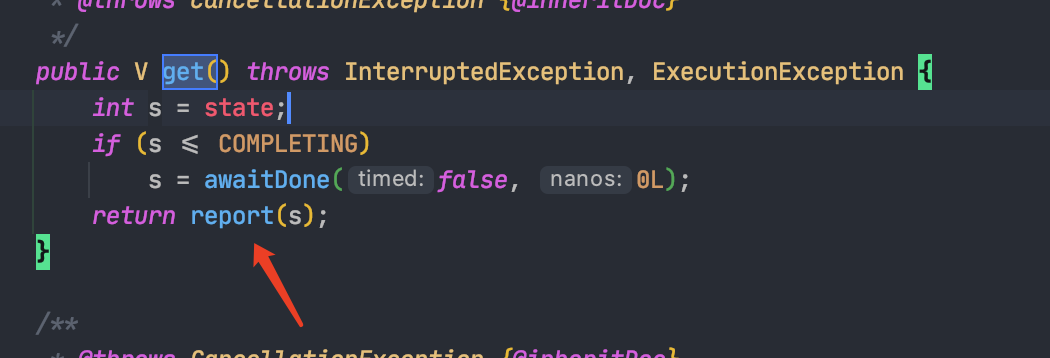 * @throws CancellationException {@inheritDoc}
*/
public V get() throws InterruptedException, ExecutionException {
int s = state;
if (s <= COMPLETING)
s = awaitDone( timed: false, nanos: 0L);
return report(s);
}
/**
* @throws CancellationException {@inheritDoc}